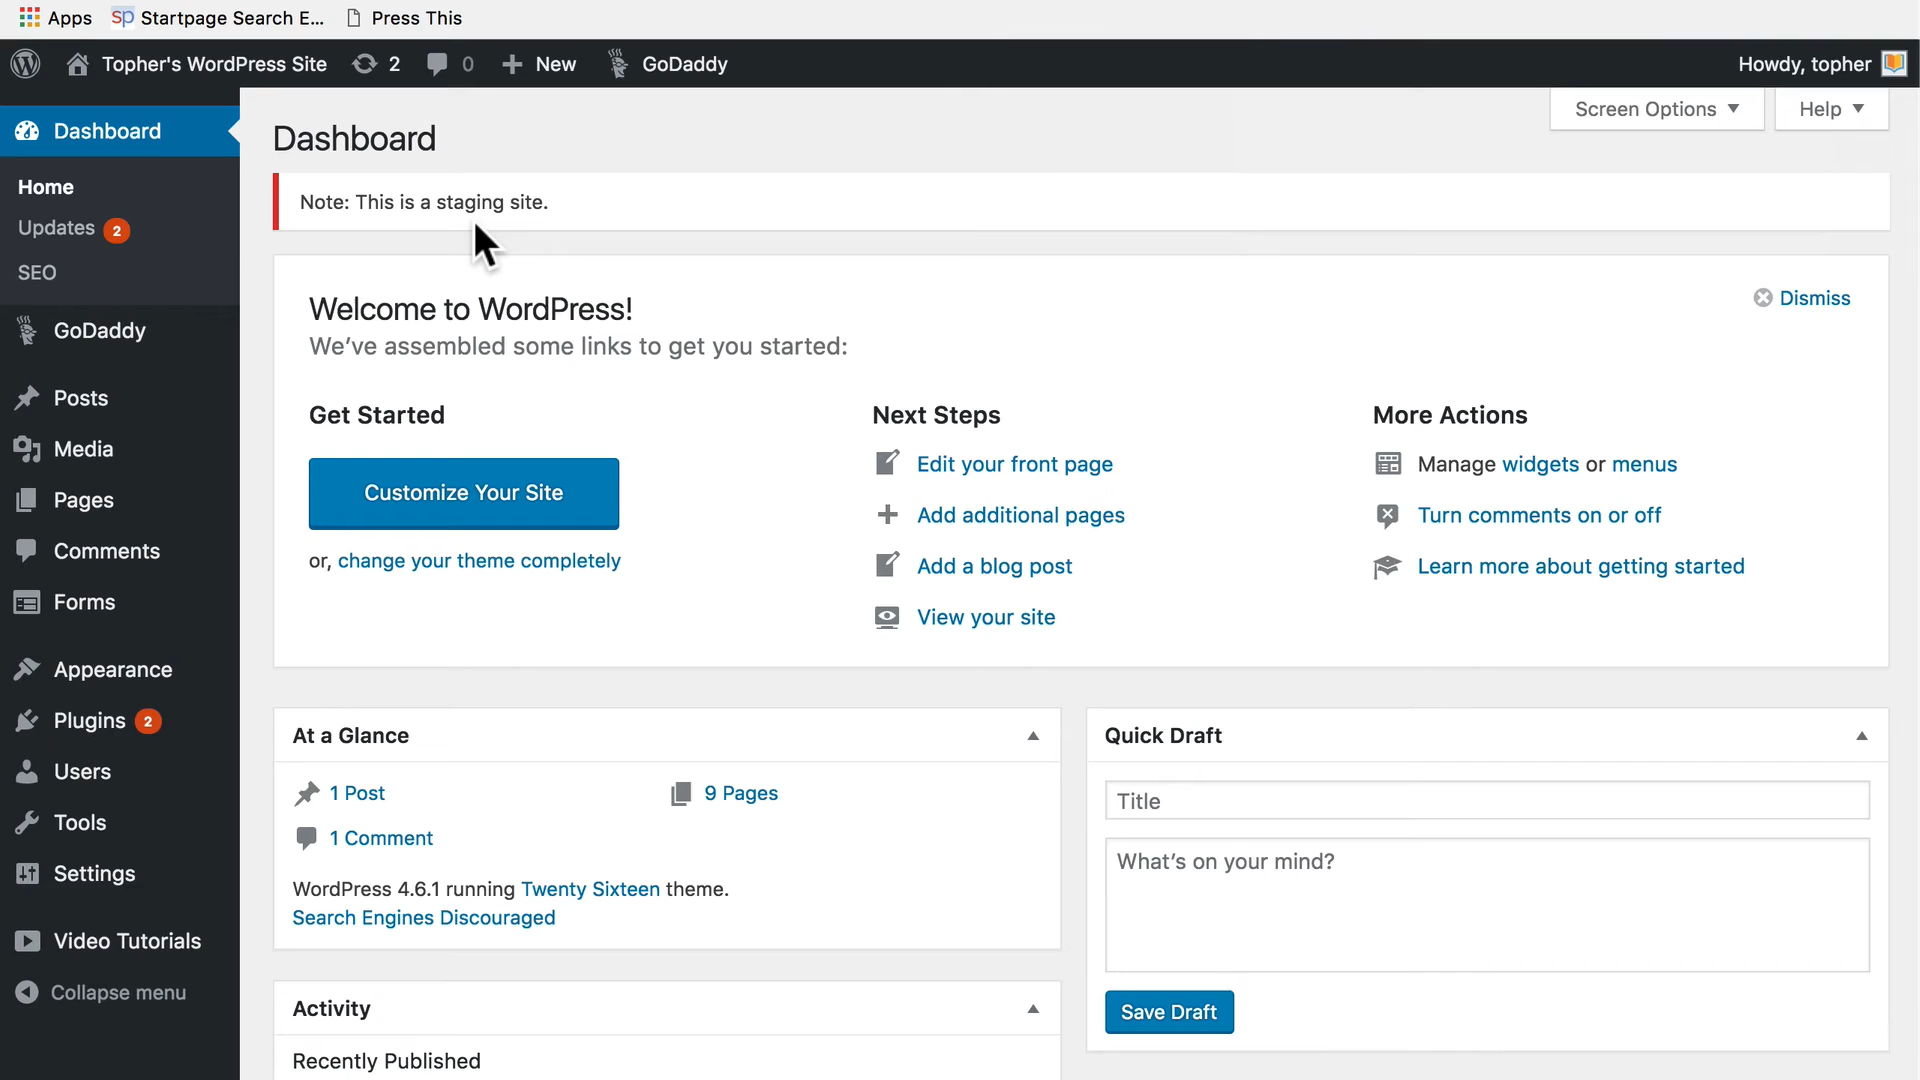 Apps
Startpage Search E...
Press This
Topher's WordPress Site
2
0
New
GoDaddy
Howdy, topher
Dashboard
Home
Updates 2
SEO
GoDaddy
Posts
Media
Pages
Comments
Forms
Appearance
Plugins 2
Users
Tools
Settings
Video Tutorials
Collapse menu
Screen Options
Help
Dashboard
Note: This is a staging site.
Welcome to WordPress!
We've assembled some links to get you started:
Dismiss
Get Started
Customize Your Site
or, change your theme completely
Next Steps
Edit your front page
Add additional pages
Add a blog post
View your site
More Actions
Manage widgets or menus
Turn comments on or off
Learn more about getting started
At a Glance
1 Post
9 Pages
1 Comment
WordPress 4.6.1 running Twenty Sixteen theme.
Search Engines Discouraged
Activity
Recently Published
Quick Draft
Title
What's on your mind?
Save Draft